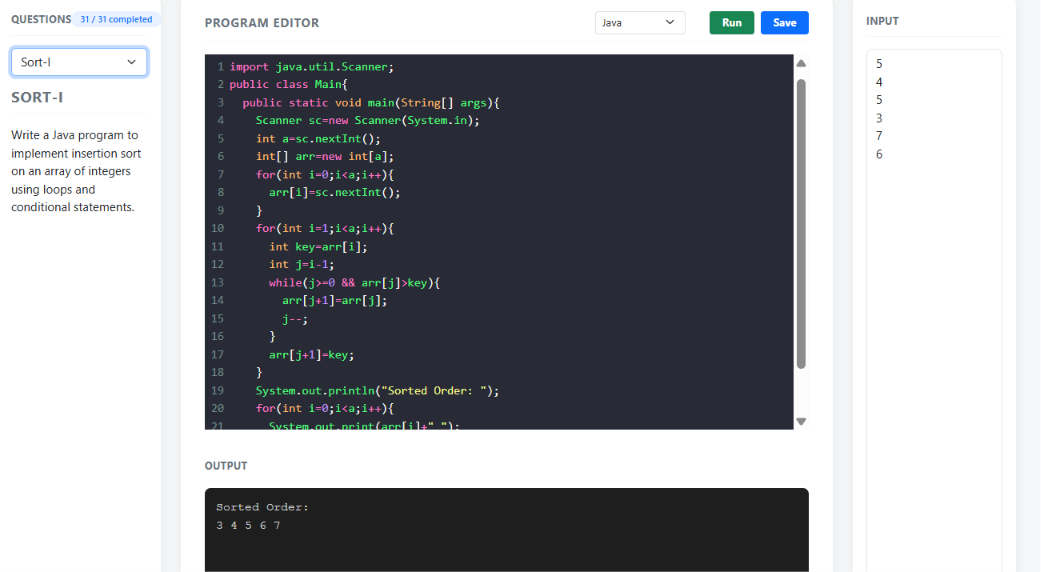 QUESTIONS 31 / 31 completed
Sort-I
SORT-I
Write a Java program to
implement insertion sort
on an array of integers
using loops and
conditional statements.
PROGRAM EDITOR
Java
Run
Save
1 import java.util.Scanner;
2 public class Main{
3   public static void main(String[] args){
4     Scanner sc=new Scanner(System.in);
5     int a=sc.nextInt();
6     int[] arr=new int[a];
7     for(int i=0;i<a;i++){
8       arr[i]=sc.nextInt();
9     }
10     for(int i=1;i<a;i++){
11       int key=arr[i];
12       int j=i-1;
13       while(j>=0 && arr[j]>key){
14         arr[j+1]=arr[j];
15         j--;
16       }
17       arr[j+1]=key;
18     }
19     System.out.println("Sorted Order: ");
20     for(int i=0;i<a;i++){
21       System.out.print(arr[i]+" ");
OUTPUT
Sorted Order:
3 4 5 6 7
INPUT
5
4
5
3
7
6